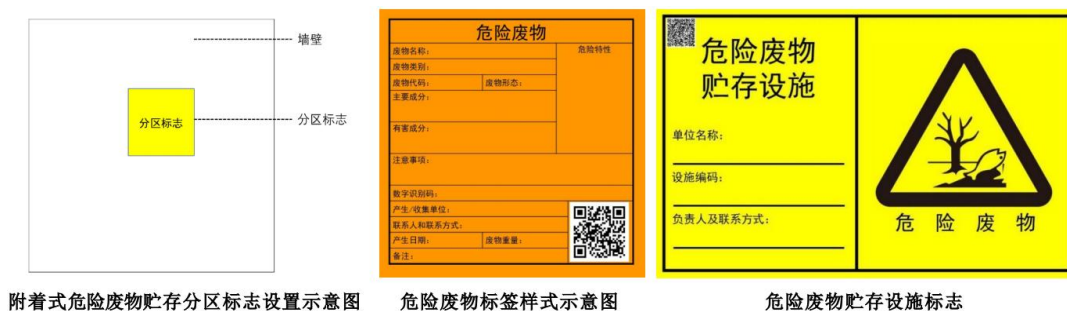 墙壁
分区标志
分区标志
附着式危险废物贮存分区标志设置示意图
危险废物
废物名称：
危险特性
废物类别：
废物代码：
废物形态：
主要成分：
有害成分：
注意事项：
数字识别码：
产生/收集单位：
联系人和联系方式：
产生日期：
废物重量：
备注：
危险废物标签样式示意图
危险废物
贮存设施
单位名称：
设施编码：
负责人及联系方式：
危险废物
危险废物贮存设施标志